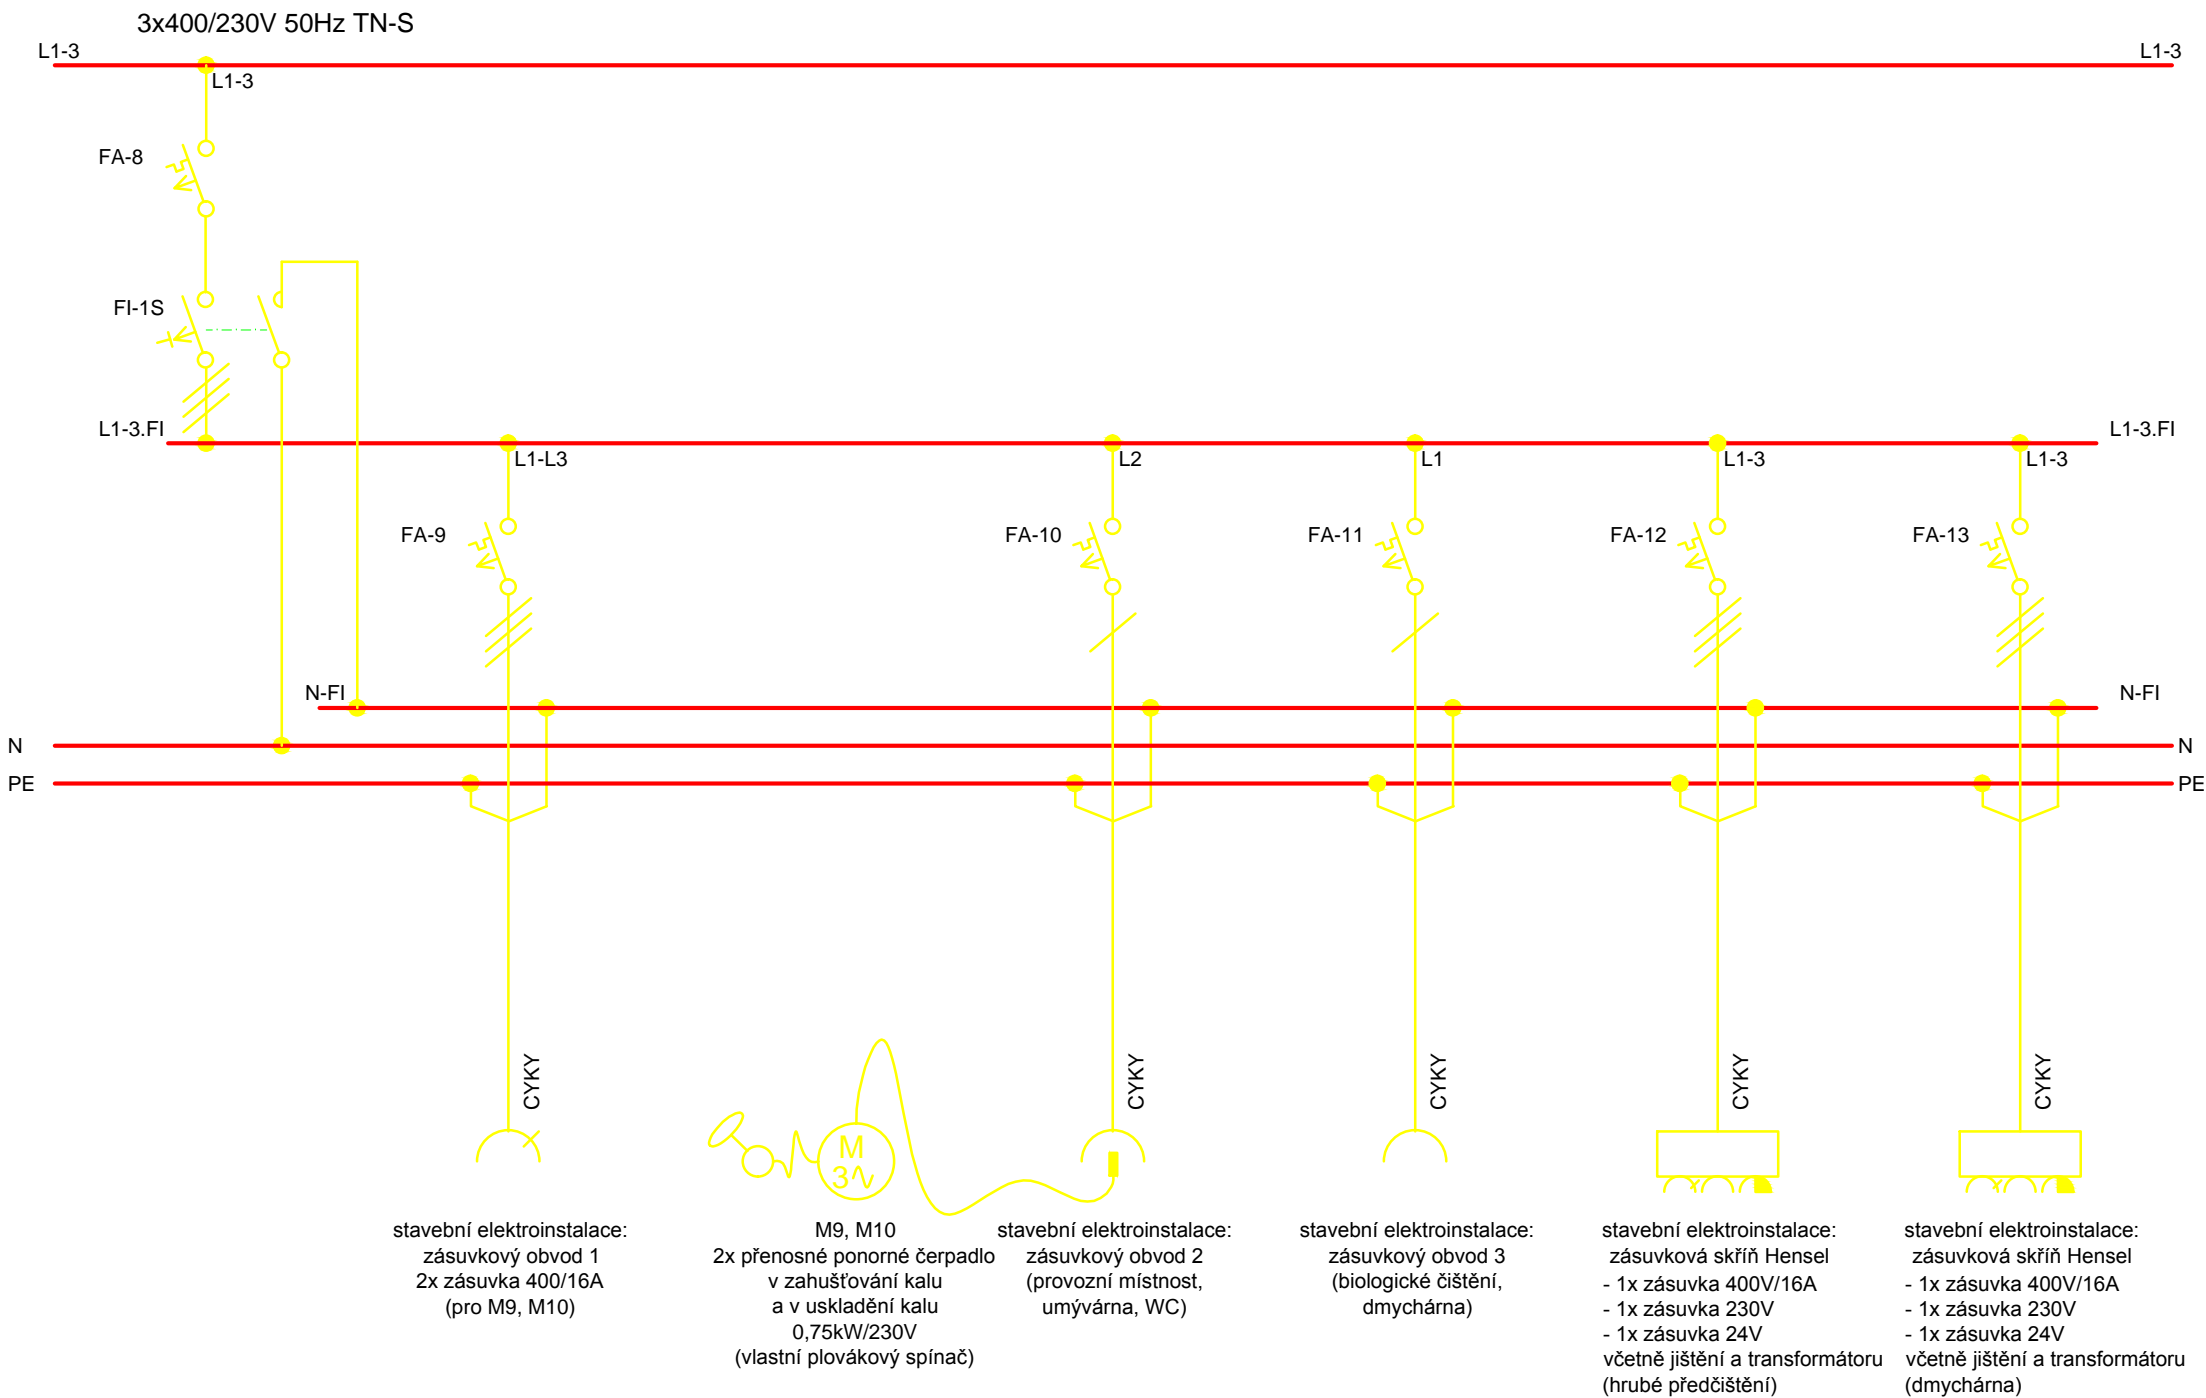 3x400/230V 50Hz TN-S
L1-3
L1-3
L1-3
FA-8
FI-1S
L1-3.FI
L1-3.FI
L1-L3
L2
L1
L1-3
L1-3
FA-9
FA-10
FA-11
FA-12
FA-13
N-FI
N-FI
N
N
PE
PE
CYKY
CYKY
CYKY
CYKY
CYKY
M
3
stavební elektroinstalace:
zásuvkový obvod 1
2x zásuvka 400/16A
(pro M9, M10)
M9, M10
2x přenosné ponorné čerpadlo
v zahušťování kalu
a v uskladění kalu
0,75kW/230V
(vlastní plovákový spínač)
stavební elektroinstalace:
zásuvkový obvod 2
(provozní místnost,
umývárna, WC)
stavební elektroinstalace:
zásuvkový obvod 3
(biologické čištění,
dmychárna)
stavební elektroinstalace:
zásuvková skříň Hensel
- 1x zásuvka 400V/16A
- 1x zásuvka 230V
- 1x zásuvka 24V
včetně jištění a transformátoru
(hrubé předčištění)
stavební elektroinstalace:
zásuvková skříň Hensel
- 1x zásuvka 400V/16A
- 1x zásuvka 230V
- 1x zásuvka 24V
včetně jištění a transformátoru
(dmychárna)